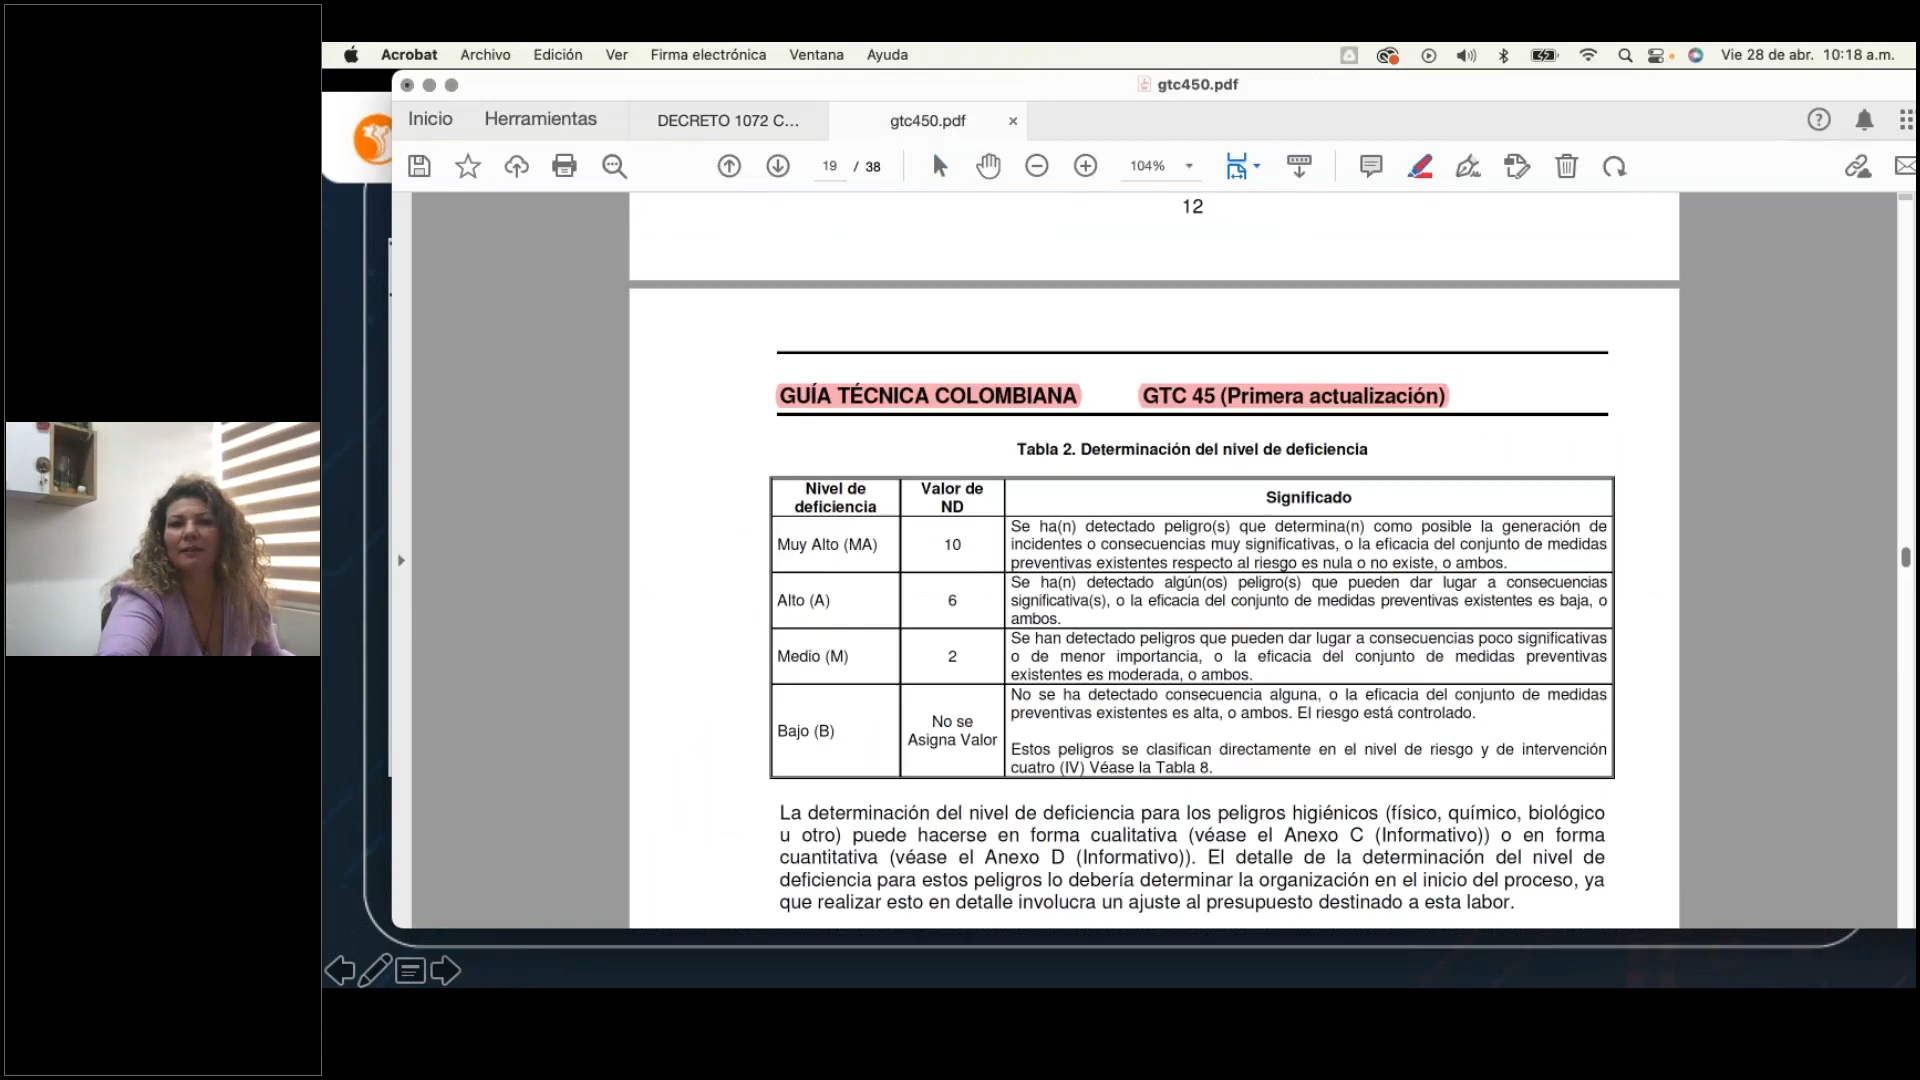 Acrobat Archivo Edición Ver Firma electrónica Ventana Ayuda Vie 28 de abr. 10:18 a.m.
gtc450.pdf
Inicio Herramientas DECRETO 1072 C... gtc450.pdf ×
19 / 38 104%
12
GUÍA TÉCNICA COLOMBIANA GTC 45 (Primera actualización)
Tabla 2. Determinación del nivel de deficiencia
Nivel de
deficiencia
Valor de
ND
Significado
Muy Alto (MA)
10
Se ha(n) detectado peligro(s) que determina(n) como posible la generación de
incidentes o consecuencias muy significativas, o la eficacia del conjunto de medidas
preventivas existentes respecto al riesgo es nula o no existe, o ambos.
Alto (A)
6
Se ha(n) detectado algún(os) peligro(s) que pueden dar lugar a consecuencias
significativa(s), o la eficacia del conjunto de medidas preventivas existentes es baja, o
ambos.
Medio (M)
2
Se han detectado peligros que pueden dar lugar a consecuencias poco significativas
o de menor importancia, o la eficacia del conjunto de medidas preventivas
existentes es moderada, o ambos.
Bajo (B)
No se
Asigna Valor
No se ha detectado consecuencia alguna, o la eficacia del conjunto de medidas
preventivas existentes es alta, o ambos. El riesgo está controlado.
Estos peligros se clasifican directamente en el nivel de riesgo y de intervención
cuatro (IV) Véase la Tabla 8.
La determinación del nivel de deficiencia para los peligros higiénicos (físico, químico, biológico
u otro) puede hacerse en forma cualitativa (véase el Anexo C (Informativo)) o en forma
cuantitativa (véase el Anexo D (Informativo)). El detalle de la determinación del nivel de
deficiencia para estos peligros lo debería determinar la organización en el inicio del proceso, ya
que realizar esto en detalle involucra un ajuste al presupuesto destinado a esta labor.